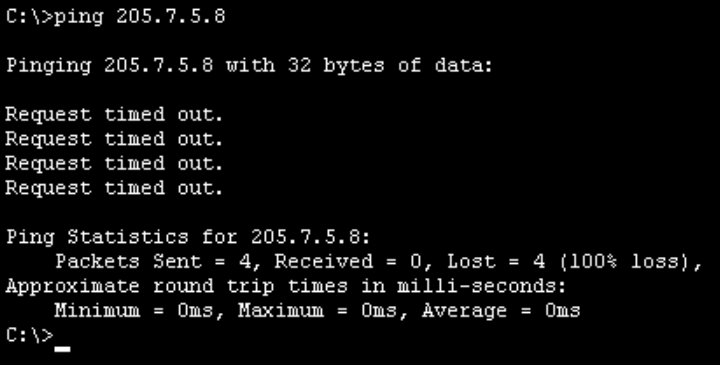 C:\>ping 205.7.5.8
Pinging 205.7.5.8 with 32 bytes of data:
Request timed out.
Request timed out.
Request timed out.
Request timed out.
Ping Statistics for 205.7.5.8:
Packets Sent = 4, Received = 0, Lost = 4 (100% loss),
Approximate round trip times in milli-seconds:
Minimum = 0ms, Maximum = 0ms, Average = 0ms
C:\>_